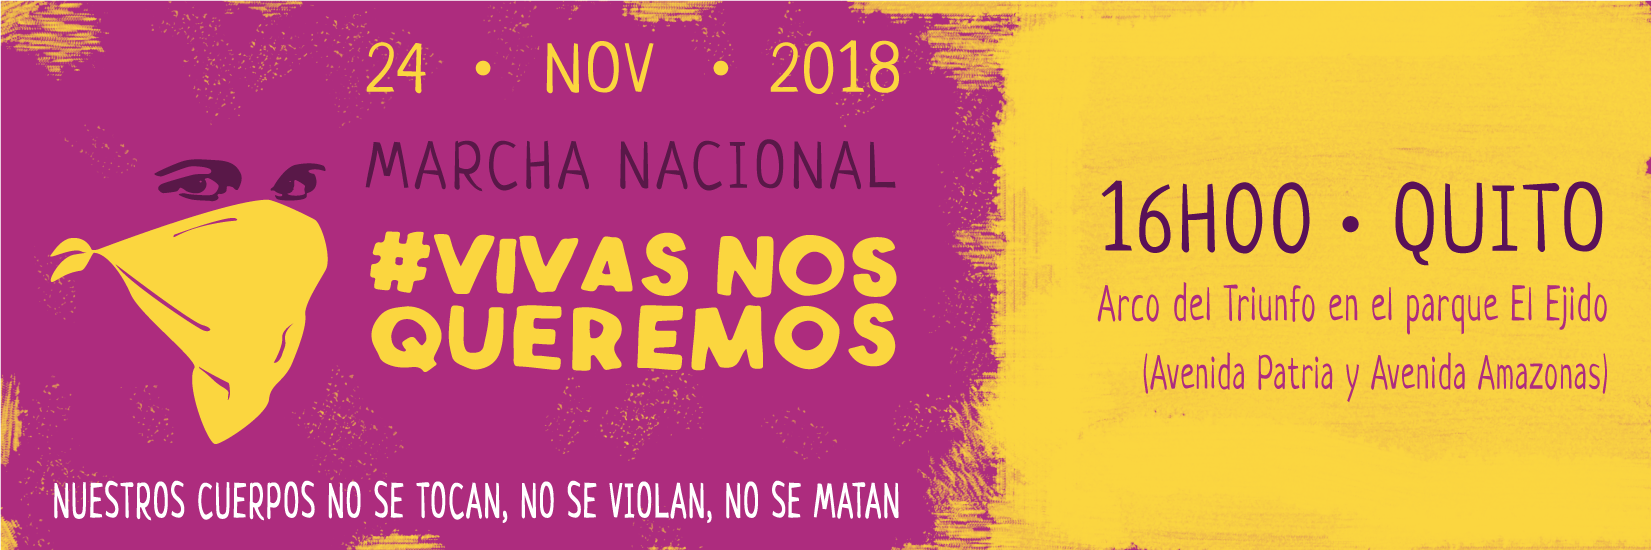 24 • NOV • 2018
MARCHA NACIONAL
#VIVAS NOS
QUEREMOS
NUESTROS CUERPOS NO SE TOCAN, NO SE VIOLAN, NO SE MATAN
16H00 • QUITO
Arco del Triunfo en el parque El Ejido
(Avenida Patria y Avenida Amazonas)